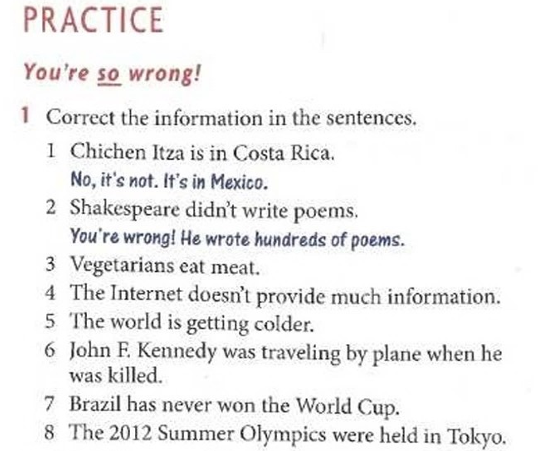 PRACTICE
You're so wrong!
1 Correct the information in the sentences.
1 Chichen Itza is in Costa Rica.
No, it's not. It's in Mexico.
2 Shakespeare didn't write poems.
You're wrong! He wrote hundreds of poems.
3 Vegetarians eat meat.
4 The Internet doesn't provide much information.
5 The world is getting colder.
6 John F. Kennedy was traveling by plane when he
was killed.
7 Brazil has never won the World Cup.
8 The 2012 Summer Olympics were held in Tokyo.